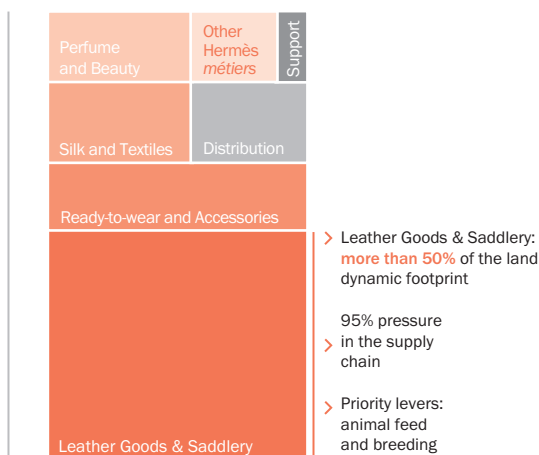 Perfume
and Beauty
Other
Hermès
métiers
Support
Silk and Textiles
Distribution
Ready-to-wear and Accessories
Leather Goods & Saddlery
Leather Goods & Saddlery:
more than 50% of the land
dynamic footprint
95% pressure
in the supply
chain
Priority levers:
animal feed
and breeding